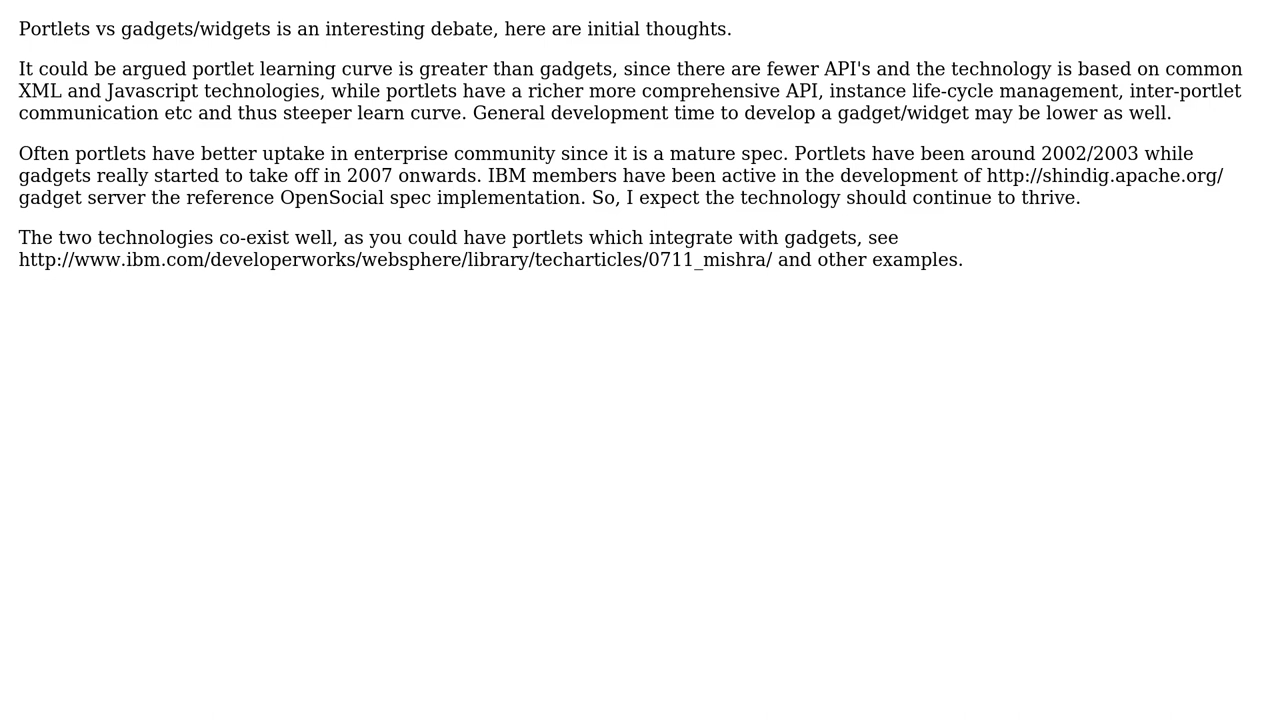 Portlets vs gadgets/widgets is an interesting debate, here are initial thoughts.
It could be argued portlet learning curve is greater than gadgets, since there are fewer API's and the technology is based on common
XML and Javascript technologies, while portlets have a richer more comprehensive API, instance life-cycle management, inter-portlet
communication etc and thus steeper learn curve. General development time to develop a gadget/widget may be lower as well.
Often portlets have better uptake in enterprise community since it is a mature spec. Portlets have been around 2002/2003 while
gadgets really started to take off in 2007 onwards. IBM members have been active in the development of http://shindig.apache.org/
gadget server the reference OpenSocial spec implementation. So, I expect the technology should continue to thrive.
The two technologies co-exist well, as you could have portlets which integrate with gadgets, see
http://www.ibm.com/developerworks/websphere/library/techarticles/0711_mishra/ and other examples.